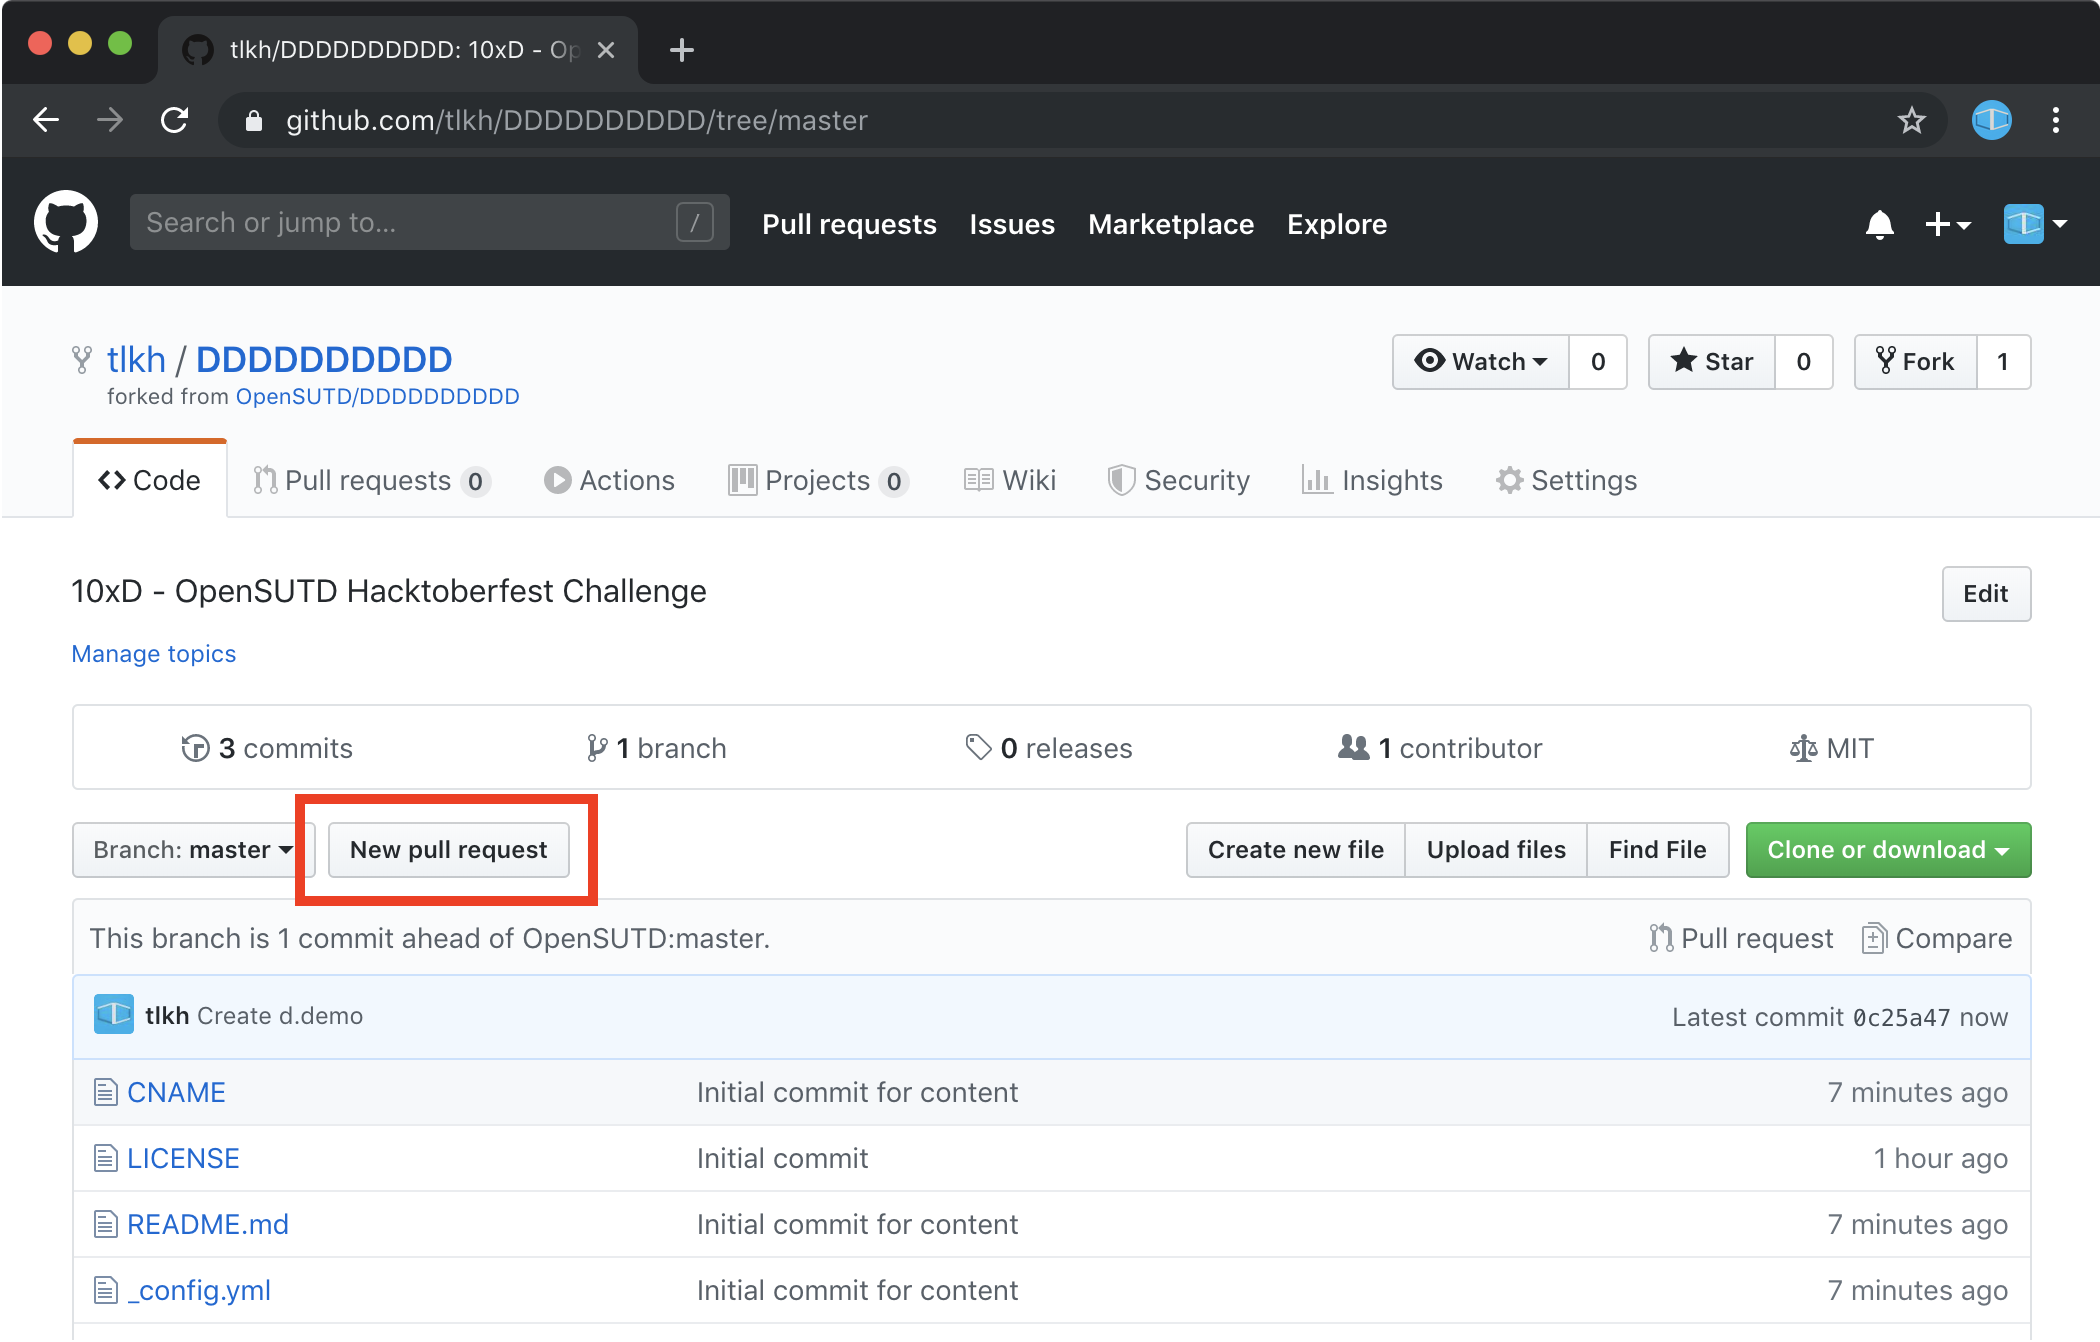 tlkh/DDDDDDDDDD: 10xD - Op
github.com/tlkh/DDDDDDDDDD/tree/master
Search or jump to... /
Pull requests Issues Marketplace Explore
tlkh / DDDDDDDDDD
Watch 0 Star 0 Fork 1
forked from OpenSUTD/DDDDDDDDDD
Code Pull requests 0 Actions Projects 0 Wiki Security Insights Settings
10xD - OpenSUTD Hacktoberfest Challenge
Edit
Manage topics
3 commits 1 branch 0 releases 1 contributor MIT
Branch: master New pull request Create new file Upload files Find File Clone or download
This branch is 1 commit ahead of OpenSUTD:master. Pull request Compare
tlkh Create d.demo Latest commit 0c25a47 now
CNAME Initial commit for content 7 minutes ago
LICENSE Initial commit 1 hour ago
README.md Initial commit for content 7 minutes ago
_config.yml Initial commit for content 7 minutes ago